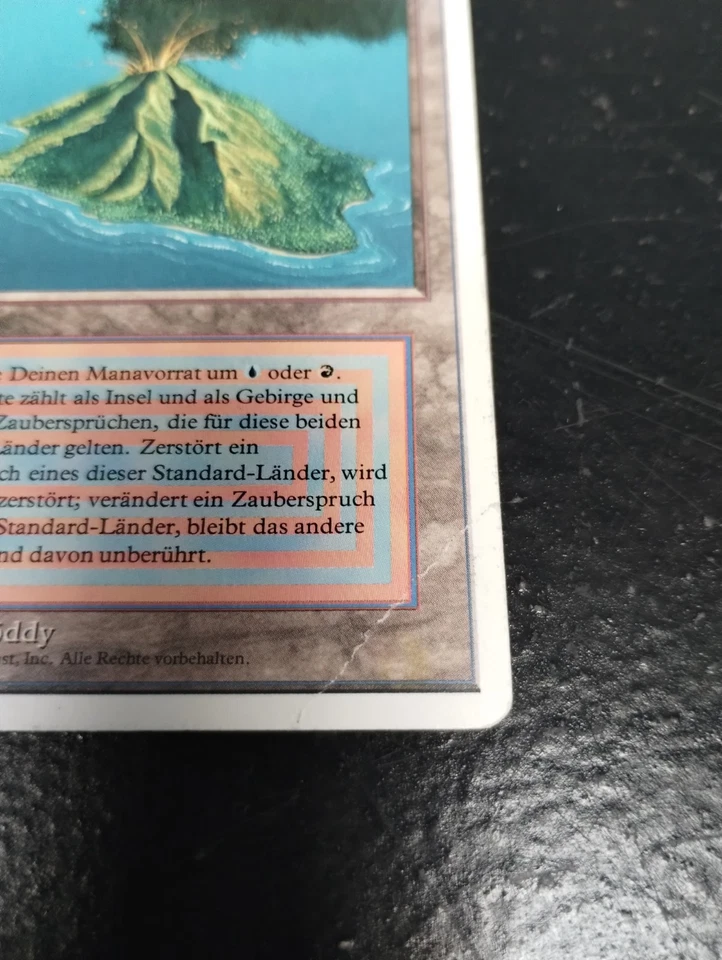 Deinen Manavorrat um oder .
zählt als Insel und als Gebirge und
Zaubersprüchen, die für diese beiden
Länder gelten. Zerstört ein
eines dieser Standard-Länder, wird
zerstört; verändert ein Zauberspruch
Standard-Länder, bleibt das andere
davon unberührt.
Inc. Alle Rechte vorbehalten.